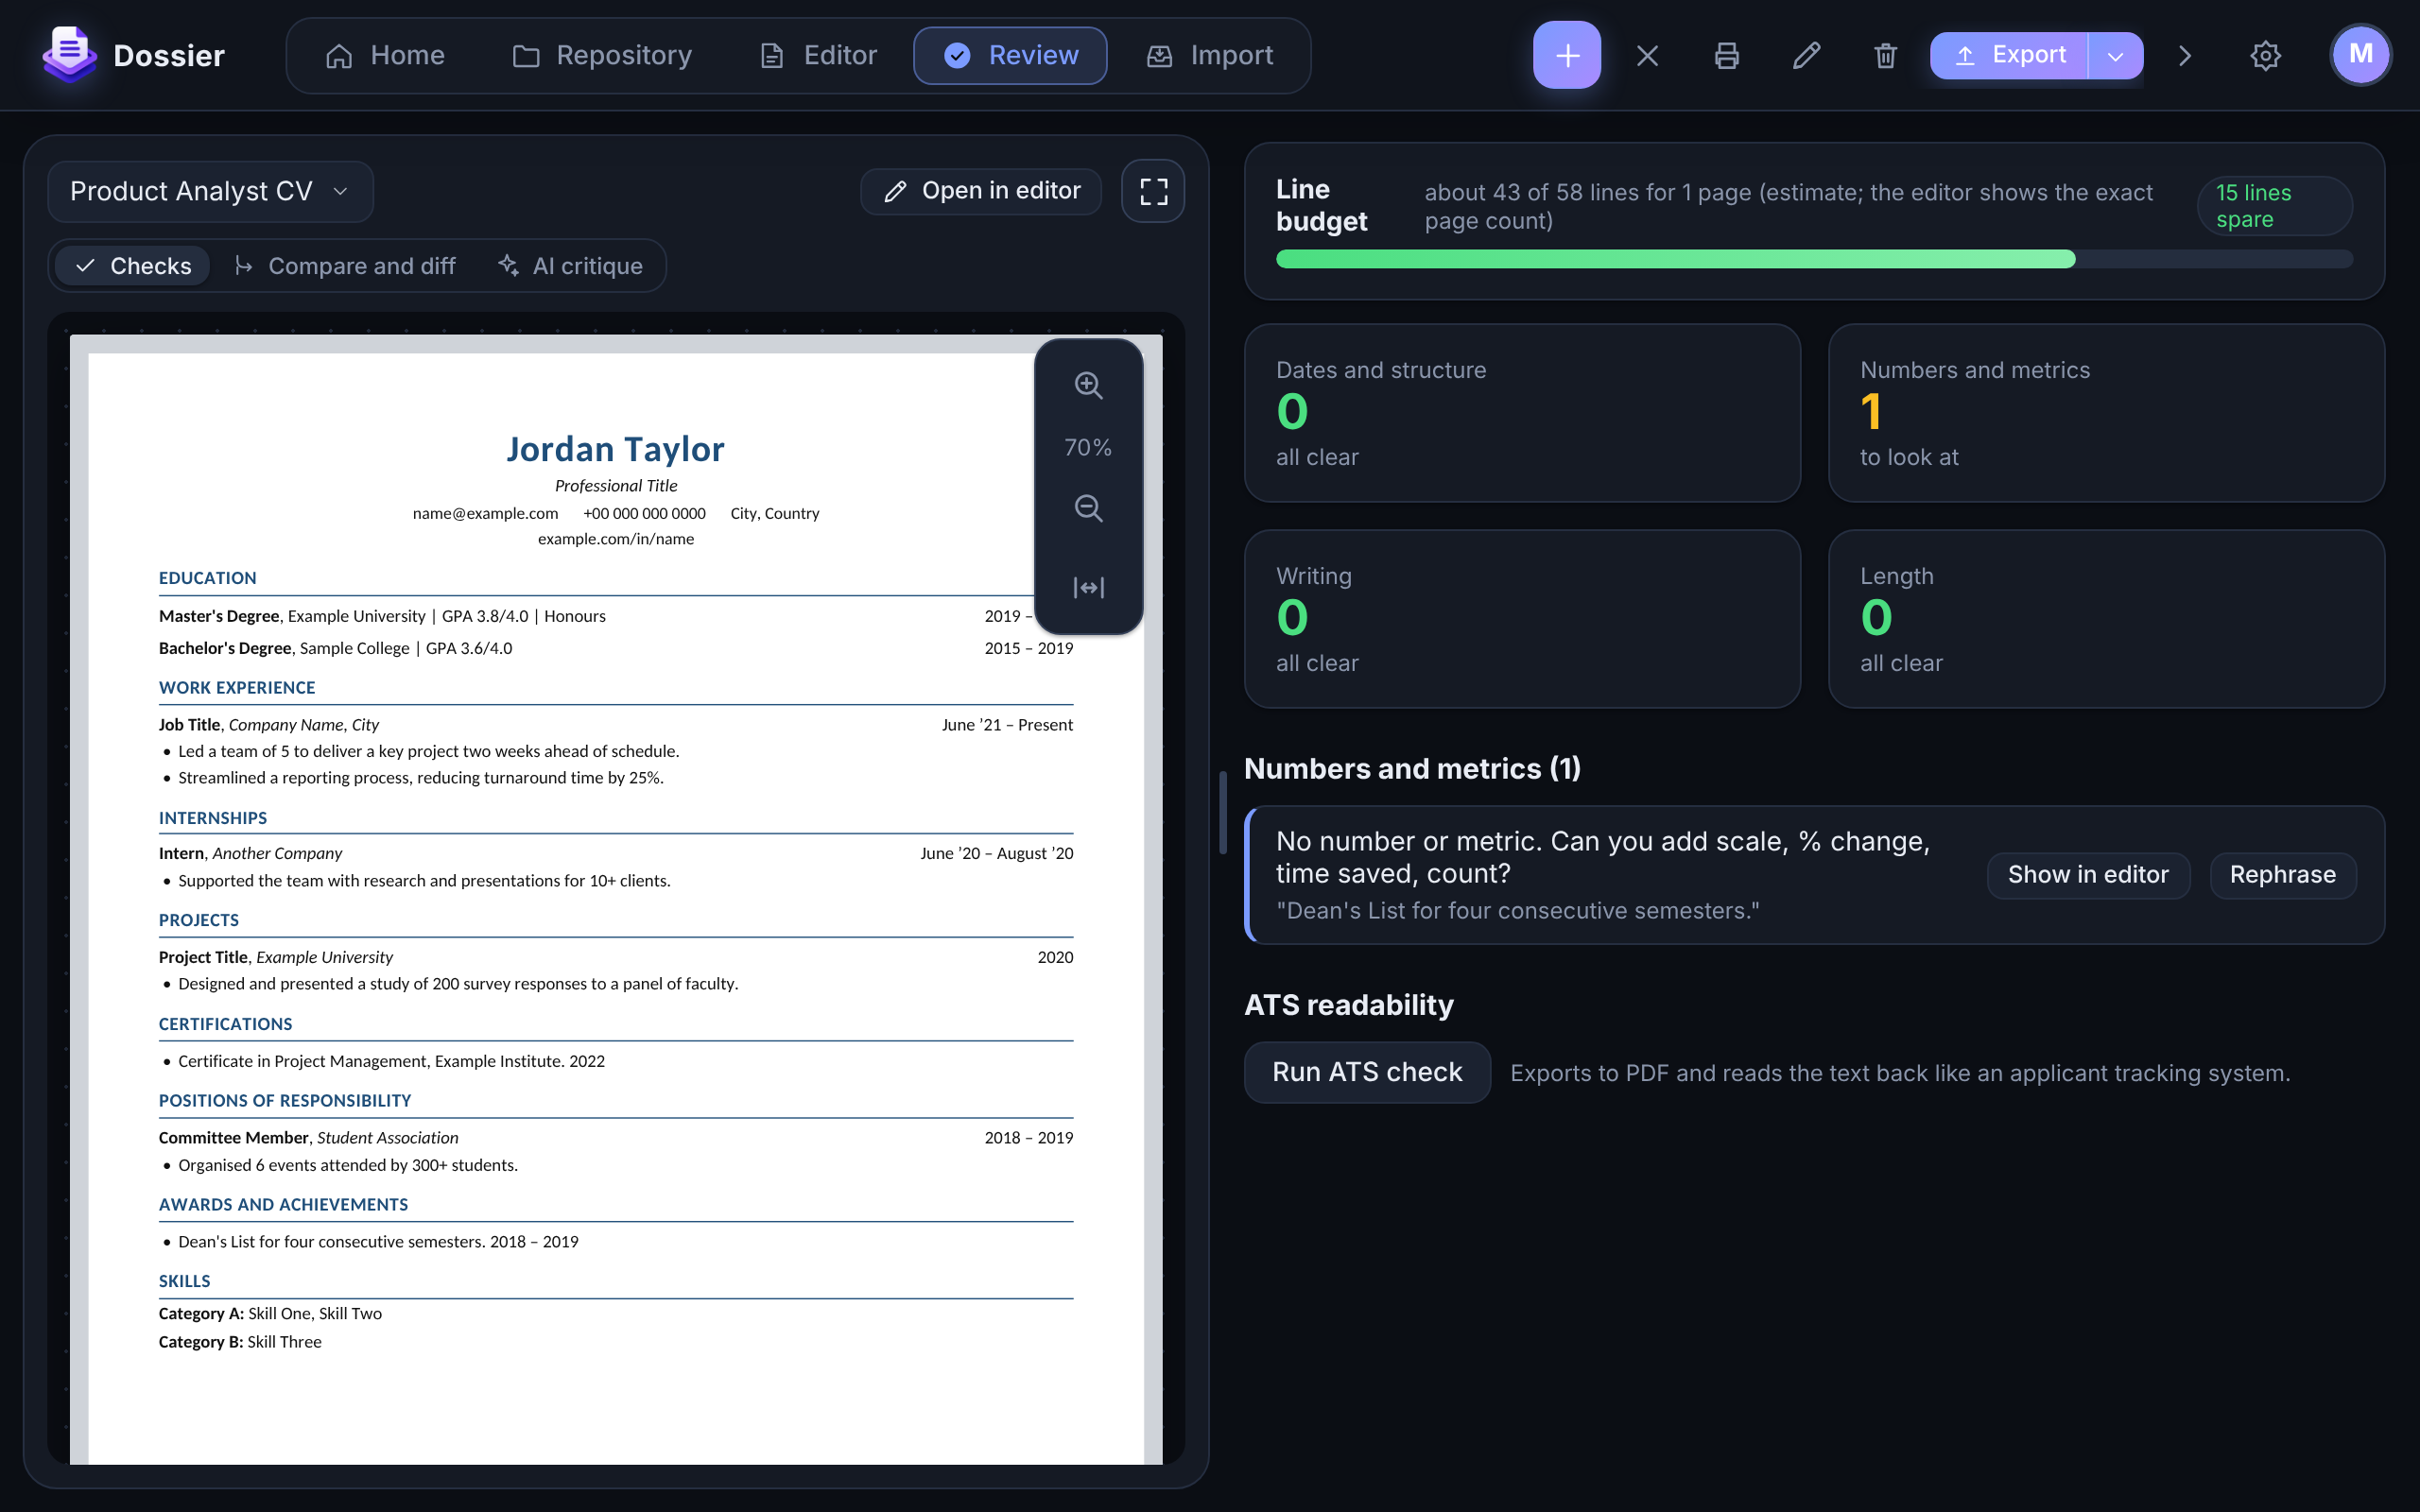 Dossier
Home
Repository
Editor
Review
Import
Export
M
Product Analyst CV
Open in editor
Checks
Compare and diff
AI critique
70%
Jordan Taylor
Professional Title
name@example.com +00 000 000 0000 City, Country
example.com/in/name
EDUCATION
Master's Degree, Example University | GPA 3.8/4.0 | Honours 2019 –
Bachelor's Degree, Sample College | GPA 3.6/4.0 2015 – 2019
WORK EXPERIENCE
Job Title, Company Name, City June ’21 – Present
• Led a team of 5 to deliver a key project two weeks ahead of schedule.
• Streamlined a reporting process, reducing turnaround time by 25%.
INTERNSHIPS
Intern, Another Company June ’20 – August ’20
• Supported the team with research and presentations for 10+ clients.
PROJECTS
Project Title, Example University 2020
• Designed and presented a study of 200 survey responses to a panel of faculty.
CERTIFICATIONS
• Certificate in Project Management, Example Institute. 2022
POSITIONS OF RESPONSIBILITY
Committee Member, Student Association 2018 – 2019
• Organised 6 events attended by 300+ students.
AWARDS AND ACHIEVEMENTS
• Dean's List for four consecutive semesters. 2018 – 2019
SKILLS
Category A: Skill One, Skill Two
Category B: Skill Three
Line
budget
about 43 of 58 lines for 1 page (estimate; the editor shows the exact
page count)
15 lines
spare
Dates and structure
0
all clear
Numbers and metrics
1
to look at
Writing
0
all clear
Length
0
all clear
Numbers and metrics (1)
No number or metric. Can you add scale, % change,
time saved, count?
"Dean's List for four consecutive semesters."
Show in editor
Rephrase
ATS readability
Run ATS check
Exports to PDF and reads the text back like an applicant tracking system.